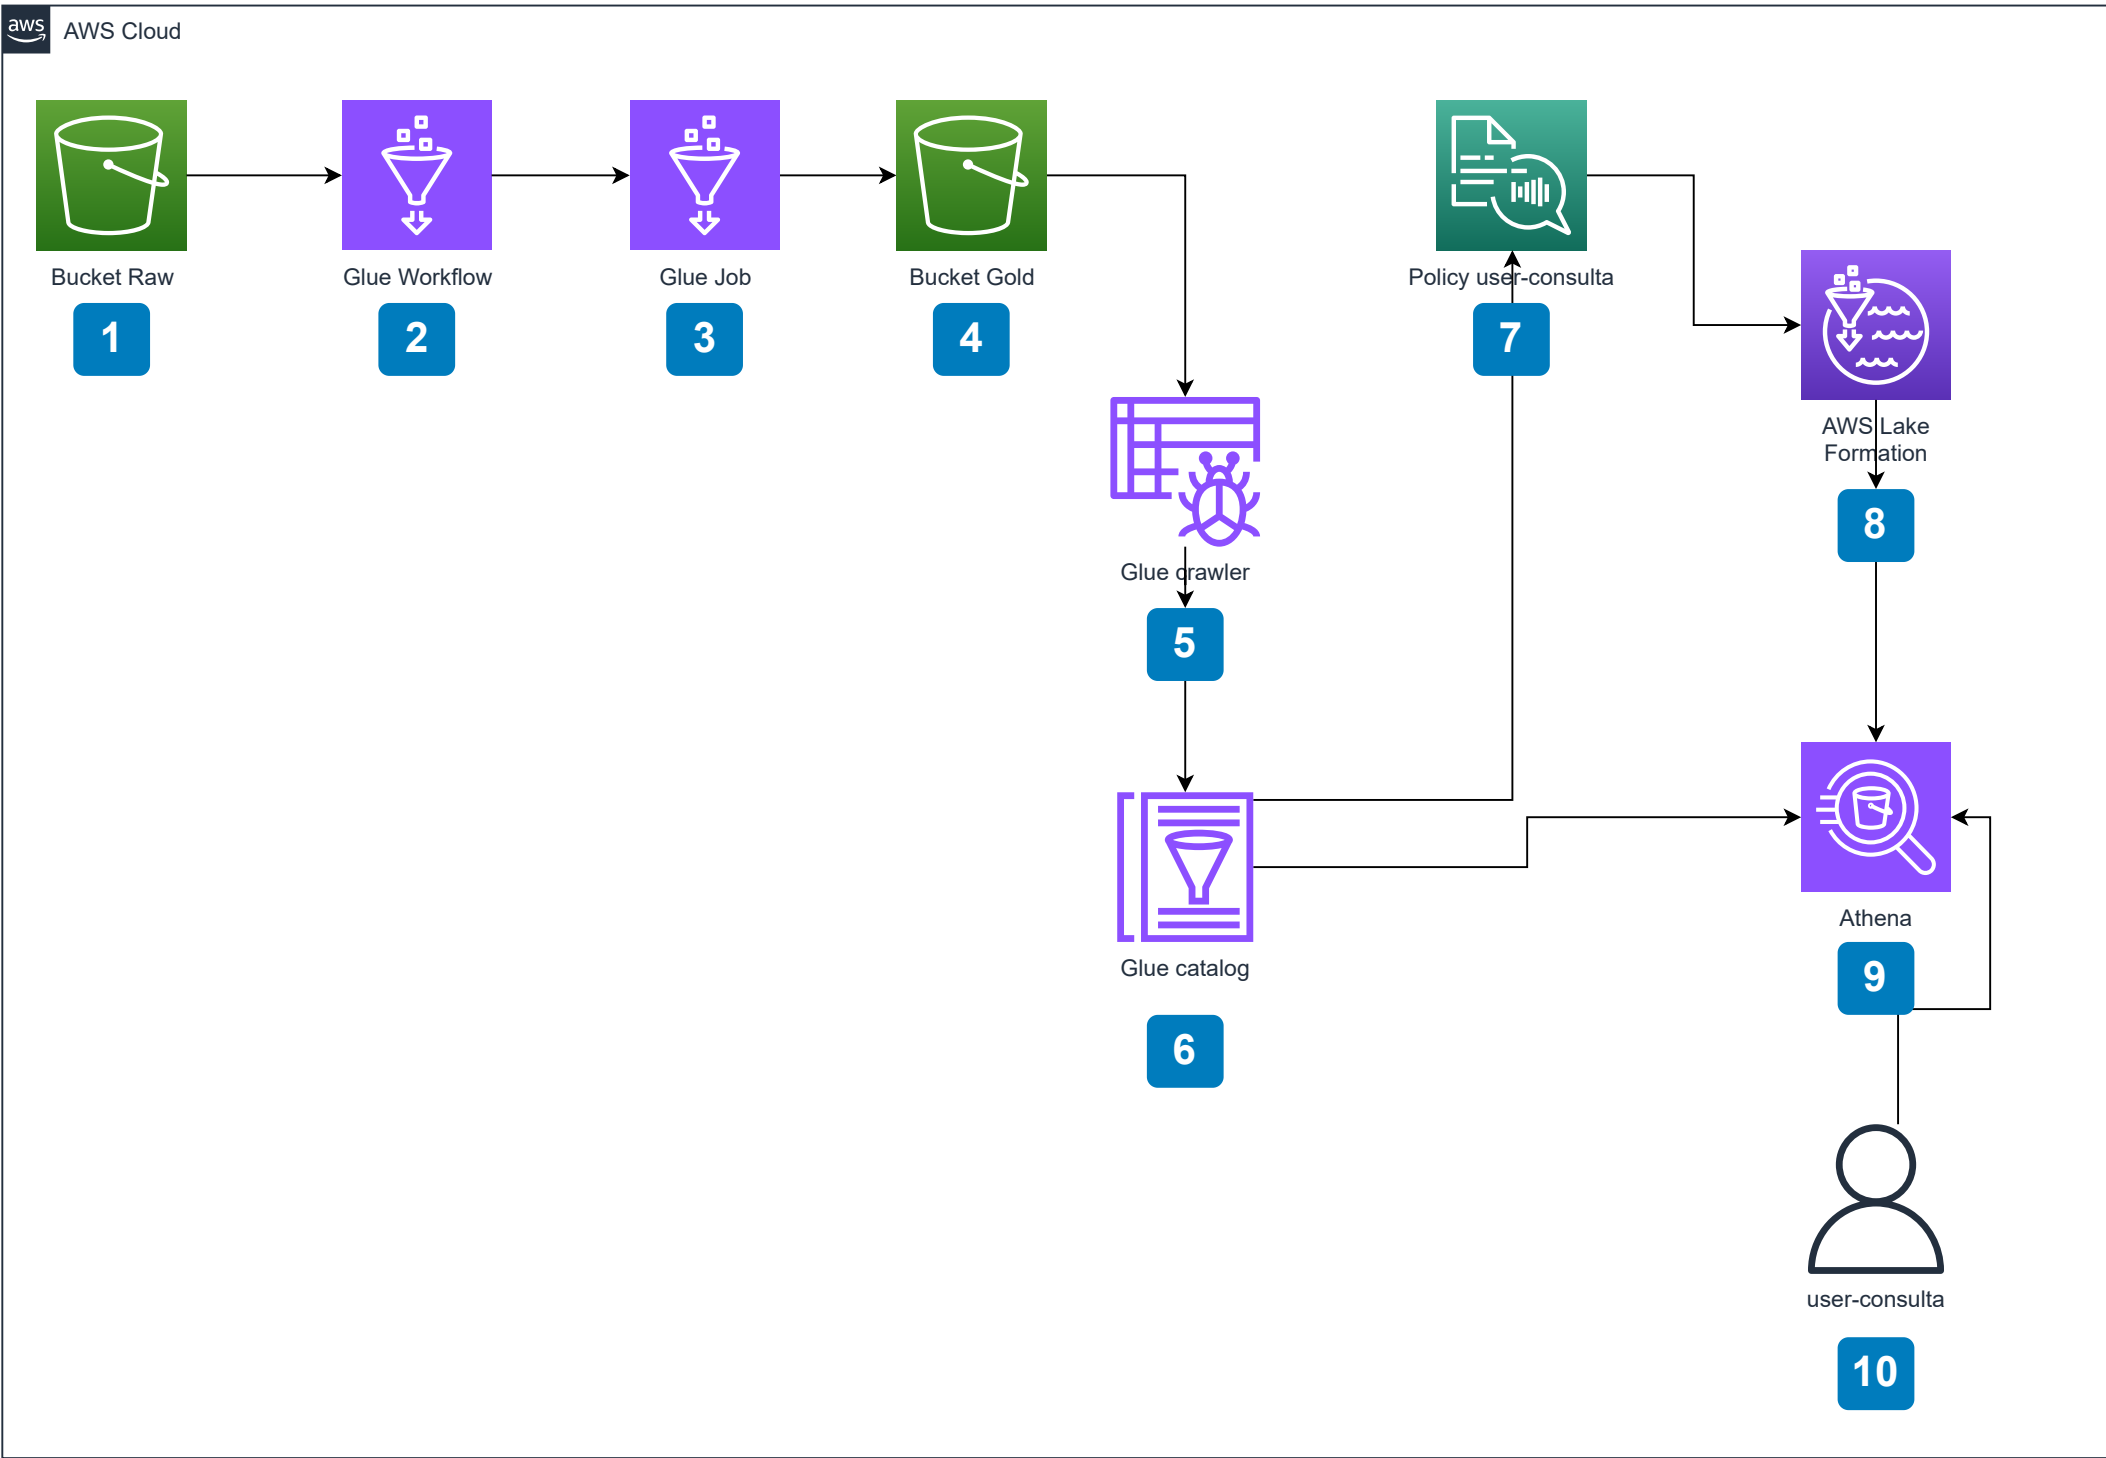 aws
AWS Cloud
Bucket Raw
1
Glue Workflow
2
Glue Job
3
Bucket Gold
4
Policy user-consulta
7
AWS Lake
Formation
8
Glue crawler
5
Glue catalog
6
Athena
9
user-consulta
10